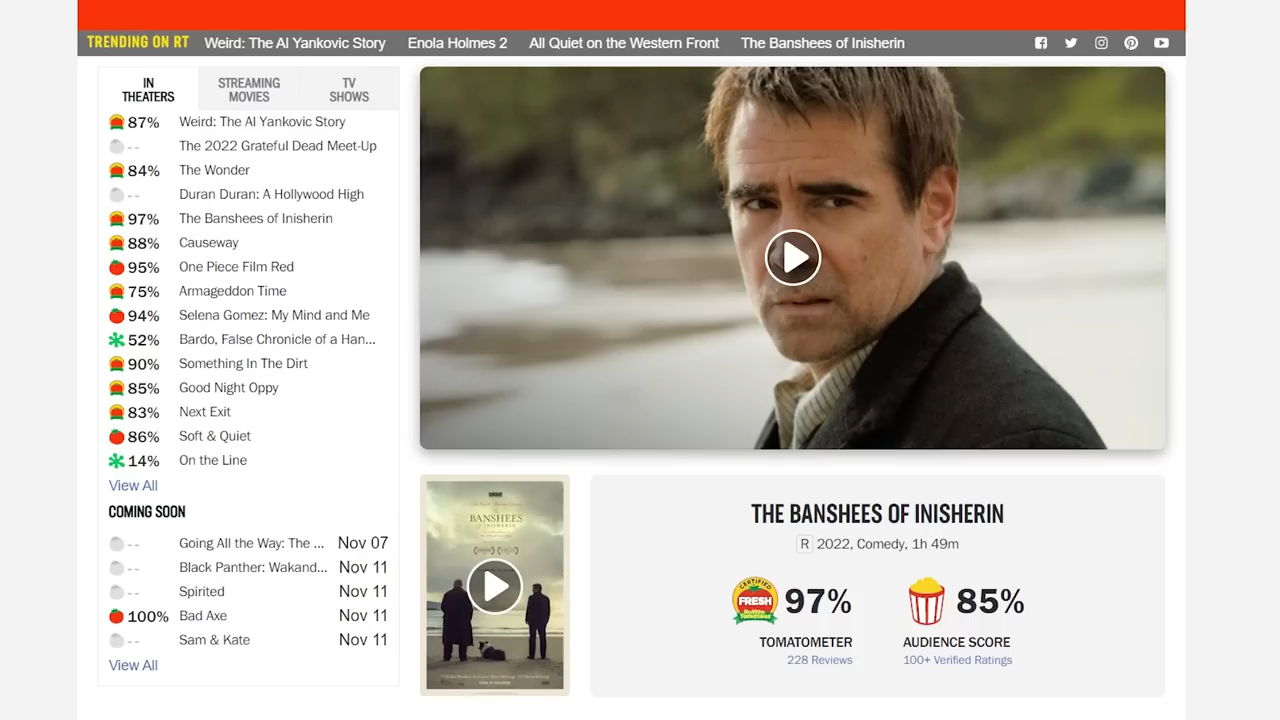 TRENDING ON RT Weird: The Al Yankovic Story Enola Holmes 2 All Quiet on the Western Front The Banshees of Inisherin
IN THEATERS
STREAMING MOVIES
TV SHOWS
87% Weird: The Al Yankovic Story
-- The 2022 Grateful Dead Meet-Up
84% The Wonder
-- Duran Duran: A Hollywood High
97% The Banshees of Inisherin
88% Causeway
95% One Piece Film Red
75% Armageddon Time
94% Selena Gomez: My Mind and Me
52% Bardo, False Chronicle of a Han...
90% Something In The Dirt
85% Good Night Oppy
83% Next Exit
86% Soft & Quiet
14% On the Line
View All
COMING SOON
-- Going All the Way: The ... Nov 07
-- Black Panther: Wakand... Nov 11
-- Spirited Nov 11
100% Bad Axe Nov 11
-- Sam & Kate Nov 11
View All
BANSHEES
OF INISHERIN
THE BANSHEES OF INISHERIN
R 2022, Comedy, 1h 49m
CERTIFIED
FRESH
Rotten
Tomatoes
97%
85%
TOMATOMETER
AUDIENCE SCORE
228 Reviews
100+ Verified Ratings